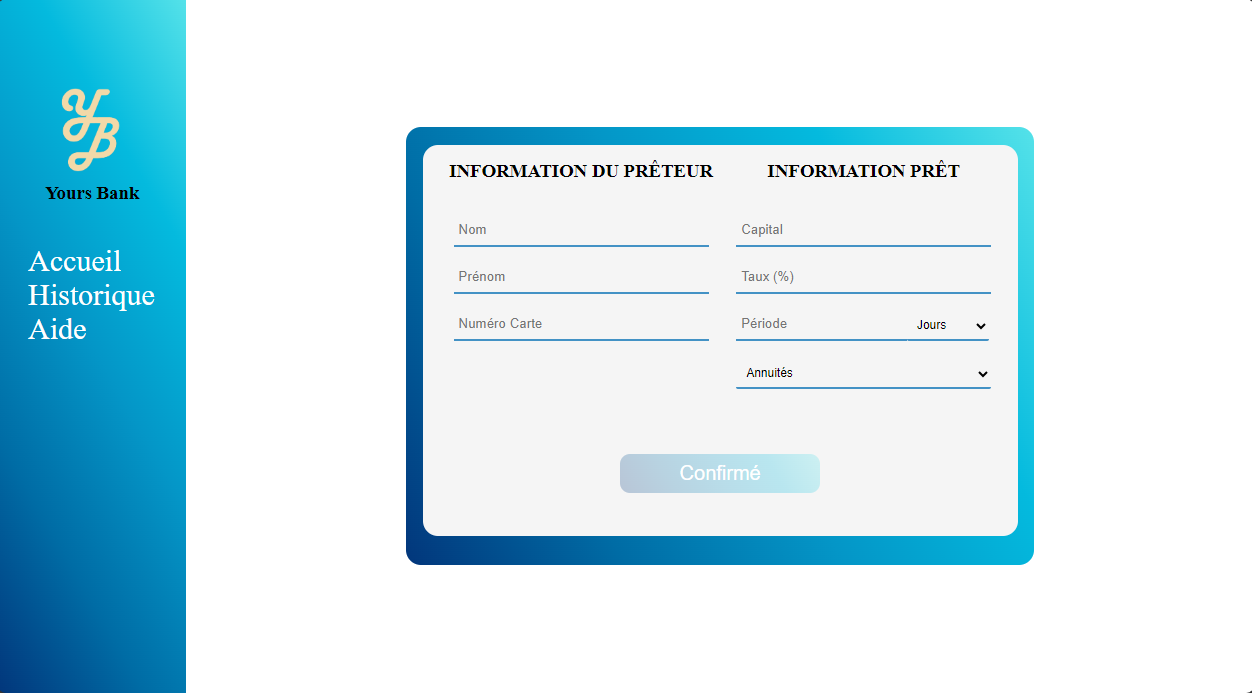 YB
Yours Bank
Accueil
Historique
Aide
INFORMATION DU PRÊTEUR
INFORMATION PRÊT
Nom
Capital
Prénom
Taux (%)
Numéro Carte
Période
Jours
Annuités
Confirmé